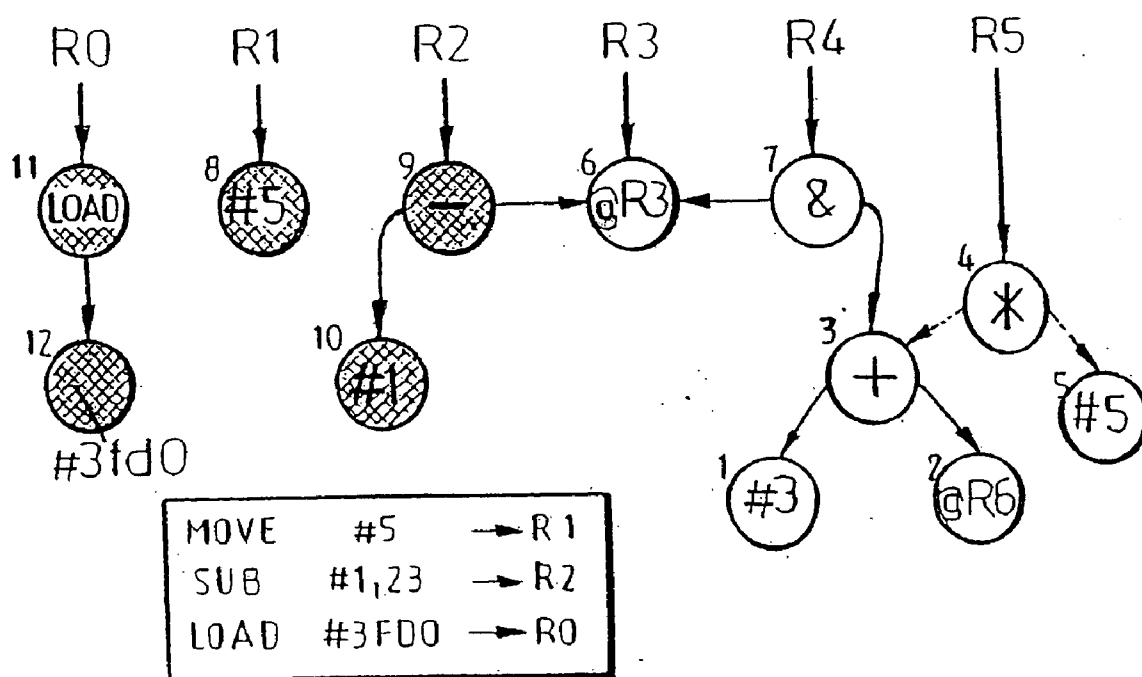 R0 R1 R2 R3 R4 R5
11 LOAD
8 #5
9 -
6 @R3
7 &
4 *
12
#3fd0
10 #1
3 +
5 #5
1 #3
2 @R6
MOVE #5 → R1
SUB #1,23 → R2
LOAD #3FD0 → R0